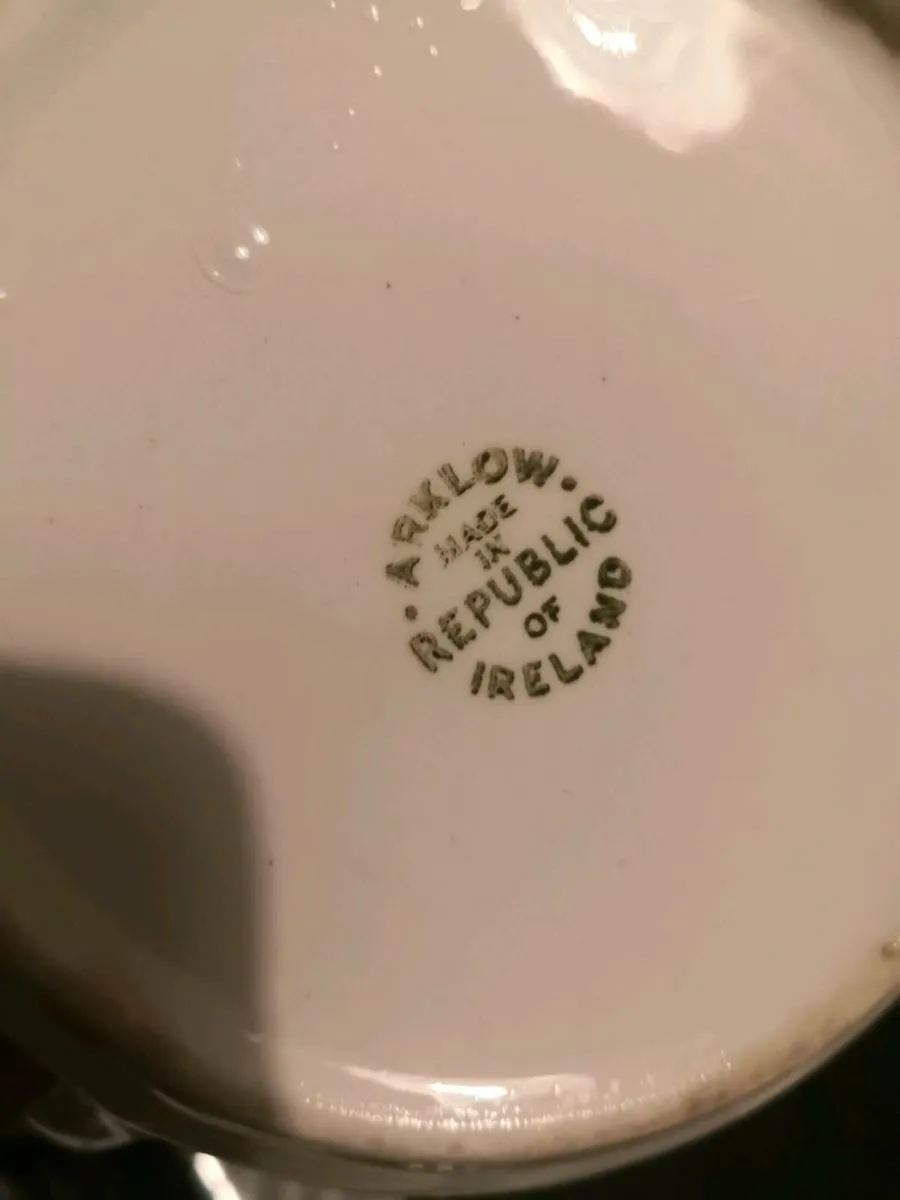 • ARKLOW •
MADE
IN
REPUBLIC
OF
IRELAND